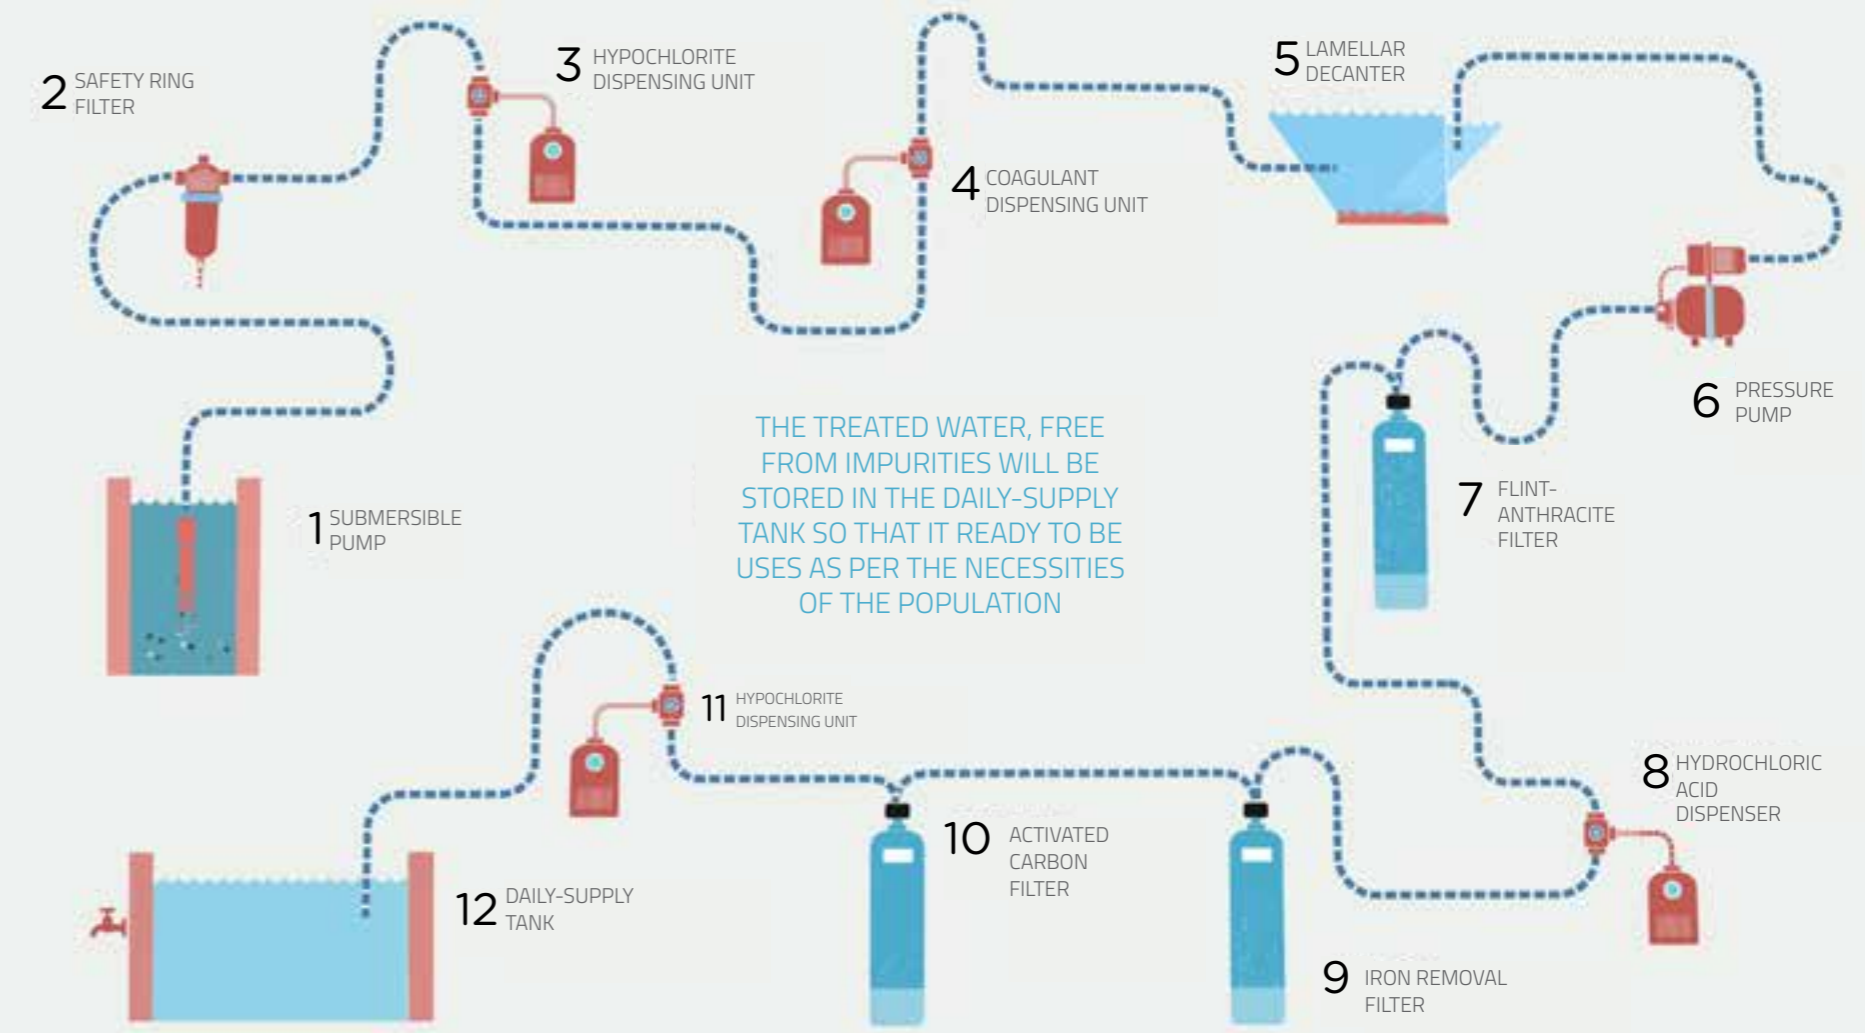 1 SUBMERSIBLE
PUMP
2 SAFETY RING
FILTER
3 HYPOCHLORITE
DISPENSING UNIT
4 COAGULANT
DISPENSING UNIT
5 LAMELLAR
DECANTER
6 PRESSURE
PUMP
7 FLINT-
ANTHRACITE
FILTER
8 HYDROCHLORIC
ACID
DISPENSER
9 IRON REMOVAL
FILTER
10 ACTIVATED
CARBON
FILTER
11 HYPOCHLORITE
DISPENSING UNIT
12 DAILY-SUPPLY
TANK
THE TREATED WATER, FREE
FROM IMPURITIES WILL BE
STORED IN THE DAILY-SUPPLY
TANK SO THAT IT READY TO BE
USES AS PER THE NECESSITIES
OF THE POPULATION